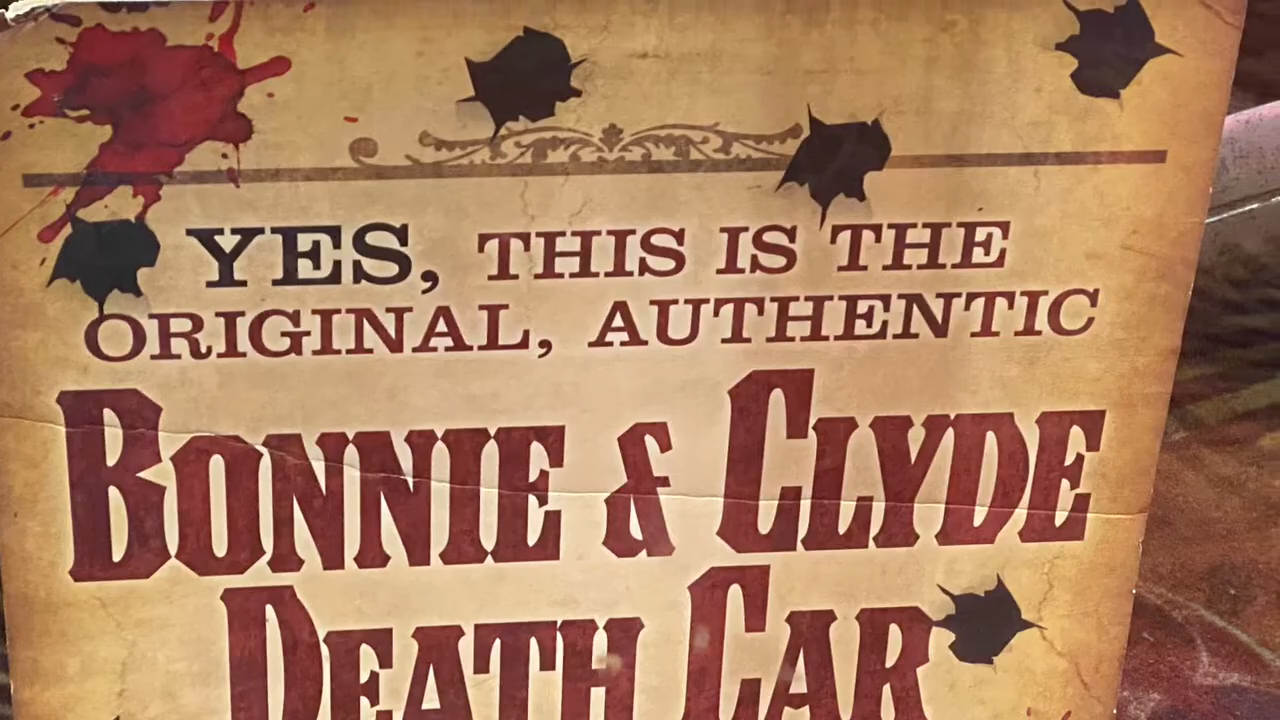 YES, THIS IS THE
ORIGINAL, AUTHENTIC
BONNIE & CLYDE
DEATH CAR